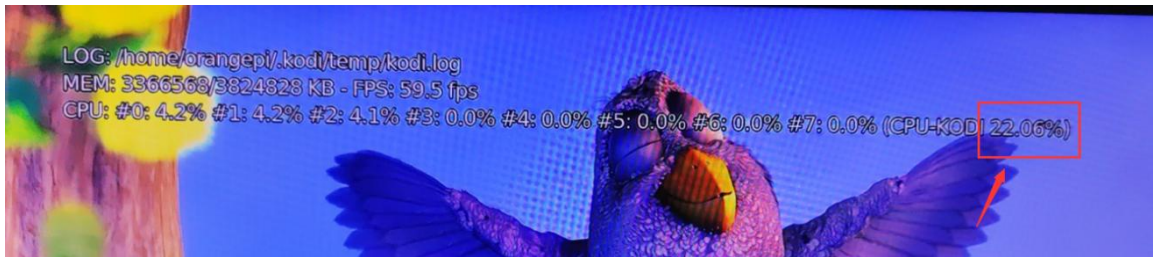 LOG: /home/orangepi/.kodi/temp/kodi.log
MEM: 3366568/3824828 KB - FPS: 59.5 fps
CPU: #0: 4.2% #1: 4.2% #2: 4.1% #3: 0.0% #4: 0.0% #5: 0.0% #6: 0.0% #7: 0.0% (CPU-KODI 22.06%)